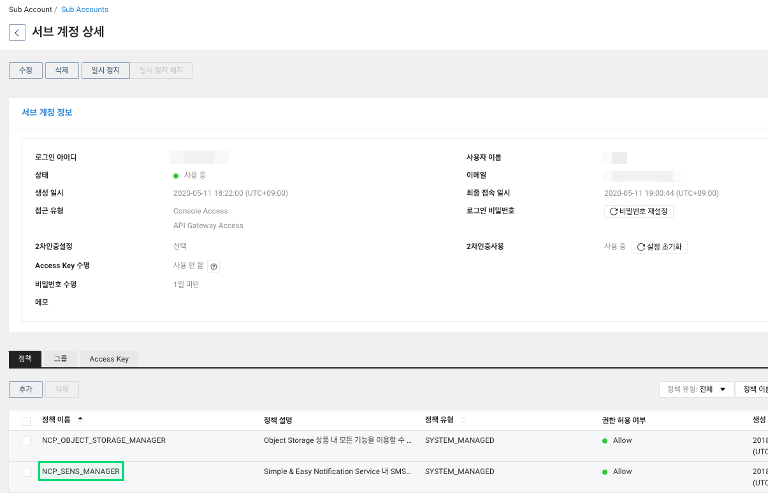 Sub Account / Sub Accounts
서브 계정 상세
수정 삭제 일시 정지 일시 정지 해지
서브 계정 정보
로그인 아이디 사용자 이름
상태 사용 중 이메일
생성 일시 2020-05-11 18:22:00 (UTC+09:00) 최종 접속 일시 2020-05-11 19:00:44 (UTC+09:00)
접근 유형 Console Access 로그인 비밀번호 비밀번호 재설정
API Gateway Access
2차인증설정 선택 2차인증사용 사용 중 설정 초기화
Access Key 수명 사용 안 함
비밀번호 수명 1일 미만
메모
정책 그룹 Access Key
추가 삭제 정책 유형: 전체 정책 이름
정책 이름 정책 설명 정책 유형 권한 허용 여부 생성
NCP_OBJECT_STORAGE_MANAGER Object Storage 상품 내 모든 기능을 이용할 수 ... SYSTEM_MANAGED Allow 2018
(UTC
NCP_SENS_MANAGER Simple & Easy Notification Service 내 SMS... SYSTEM_MANAGED Allow 2018
(UTC